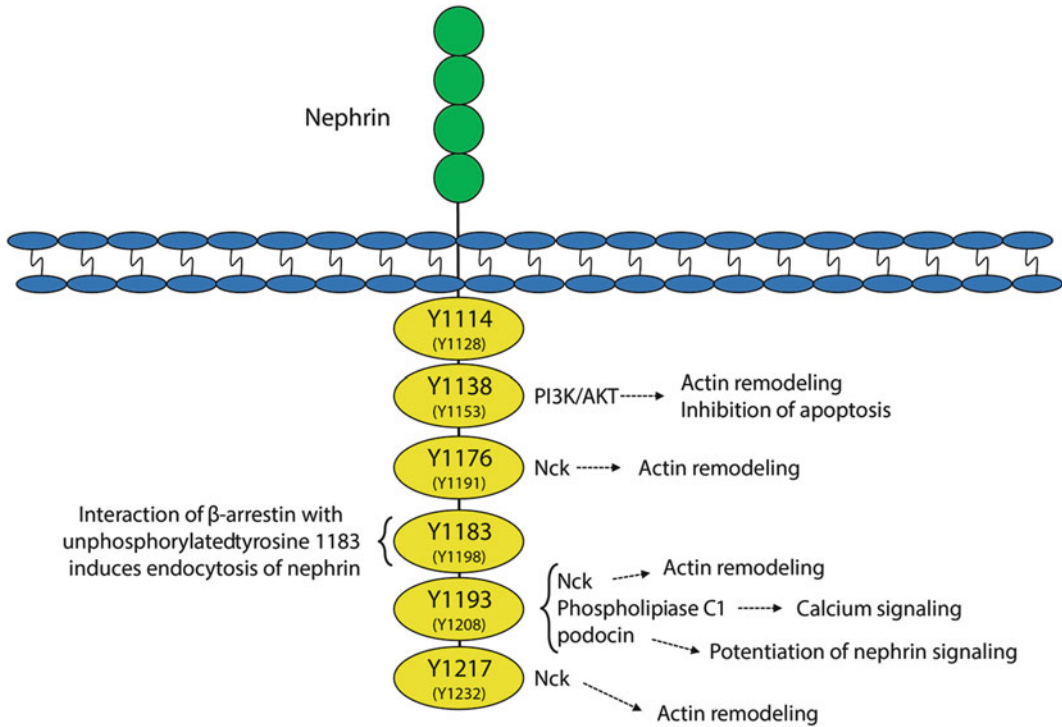 Nephrin
Y1114
(Y1128)
Y1138
(Y1153)
PI3K/AKT
Actin remodeling
Inhibition of apoptosis
Y1176
(Y1191)
Nck
Actin remodeling
Interaction of β-arrestin with
unphosphorylatedtyrosine 1183
induces endocytosis of nephrin
Y1183
(Y1198)
Y1193
(Y1208)
Nck
Actin remodeling
Phospholipiase C1
Calcium signaling
podocin
Potentiation of nephrin signaling
Y1217
(Y1232)
Nck
Actin remodeling